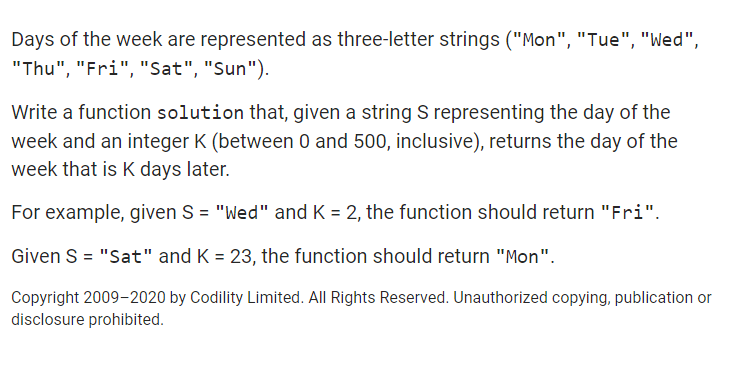 Days of the week are represented as three-letter strings ("Mon", "Tue", "Wed",
"Thu", "Fri", "Sat", "Sun").
Write a function solution that, given a string S representing the day of the
week and an integer K (between 0 and 500, inclusive), returns the day of the
week that is K days later.
For example, given S = "Wed" and K = 2, the function should return "Fri".
Given S = "Sat" and K = 23, the function should return "Mon".
Copyright 2009–2020 by Codility Limited. All Rights Reserved. Unauthorized copying, publication or
disclosure prohibited.